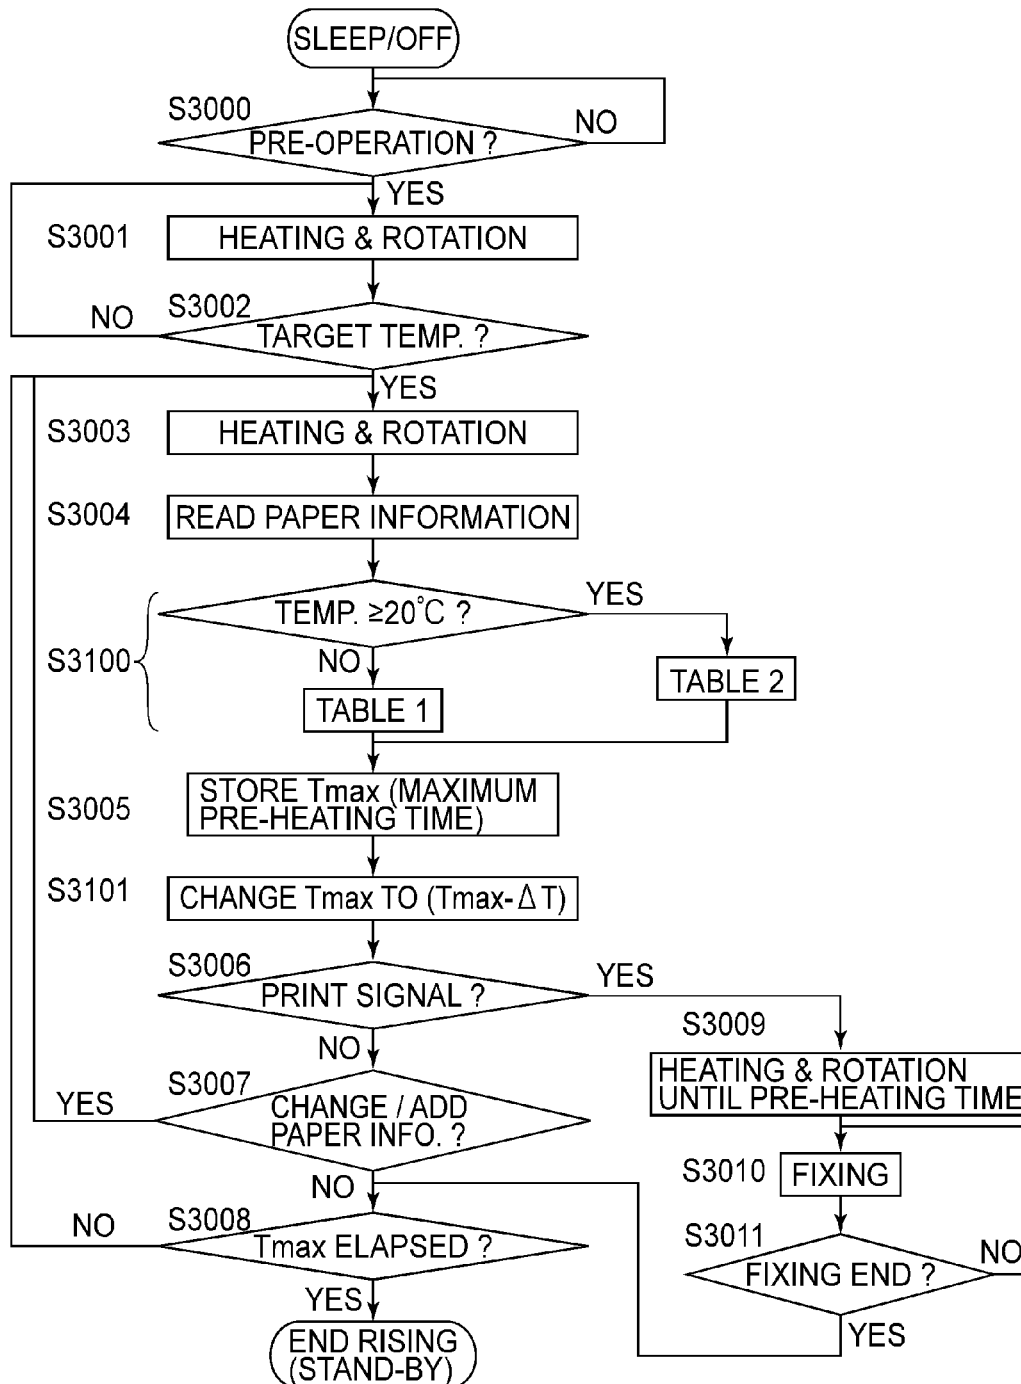 SLEEP/OFF
S3000
PRE-OPERATION ?
NO
YES
S3001
HEATING & ROTATION
S3002
NO
TARGET TEMP. ?
YES
S3003
HEATING & ROTATION
S3004
READ PAPER INFORMATION
TEMP. ≥20°C ?
YES
S3100
NO
TABLE 2
TABLE 1
S3005
STORE Tmax (MAXIMUM
PRE-HEATING TIME)
S3101
CHANGE Tmax TO (Tmax-ΔT)
S3006
PRINT SIGNAL ?
YES
NO
S3009
HEATING & ROTATION
UNTIL PRE-HEATING TIME
S3007
YES
CHANGE / ADD
PAPER INFO. ?
S3010
FIXING
NO
NO
S3008
Tmax ELAPSED ?
S3011
FIXING END ?
NO
YES
YES
END RISING
(STAND-BY)